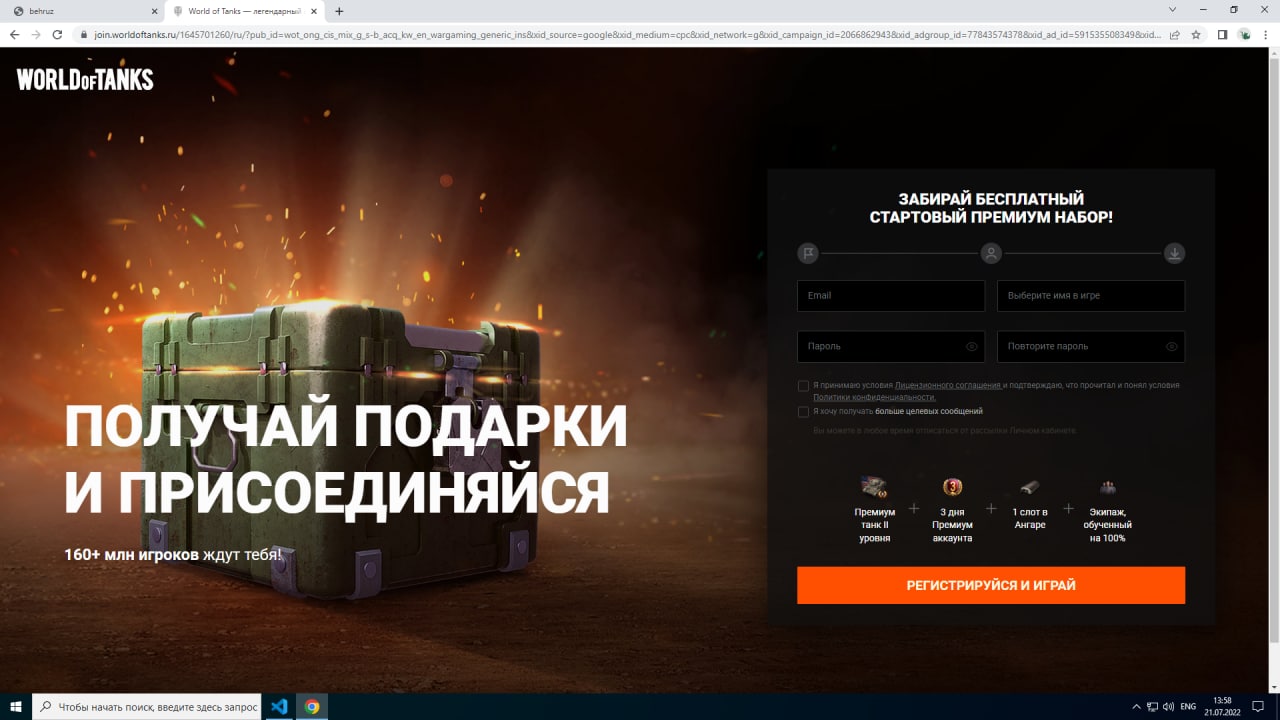 behruz
World of Tanks — легендарный
join.worldoftanks.ru/1645701260/ru/?pub_id=wot_ong_cis_mix_g_s-b_acq_kw_en_wargaming_generic_ins&xid_source=google&xid_medium=cpc&xid_network=g&xid_campaign_id=2066862943&xid_adgroup_id=77843574378&xid_ad_id=591535508349&xid...
WORLD OF TANKS
ПОЛУЧАЙ ПОДАРКИ
И ПРИСОЕДИНЯЙСЯ
160+ млн игроков ждут тебя!
ЗАБИРАЙ БЕСПЛАТНЫЙ
СТАРТОВЫЙ ПРЕМИУМ НАБОР!
Email
Выберите имя в игре
Пароль
Повторите пароль
Я принимаю условия Лицензионного соглашения и подтверждаю, что прочитал и понял условия
Политики конфиденциальности.
Я хочу получать больше целевых сообщений
Вы можете в любое время отписаться от рассылки Личном кабинете.
Премиум
танк II
уровня
3 дня
Премиум
аккаунта
1 слот в
Ангаре
Экипаж,
обученный
на 100%
РЕГИСТРИРУЙСЯ И ИГРАЙ
Чтобы начать поиск, введите здесь запрос
ENG
13:58
21.07.2022